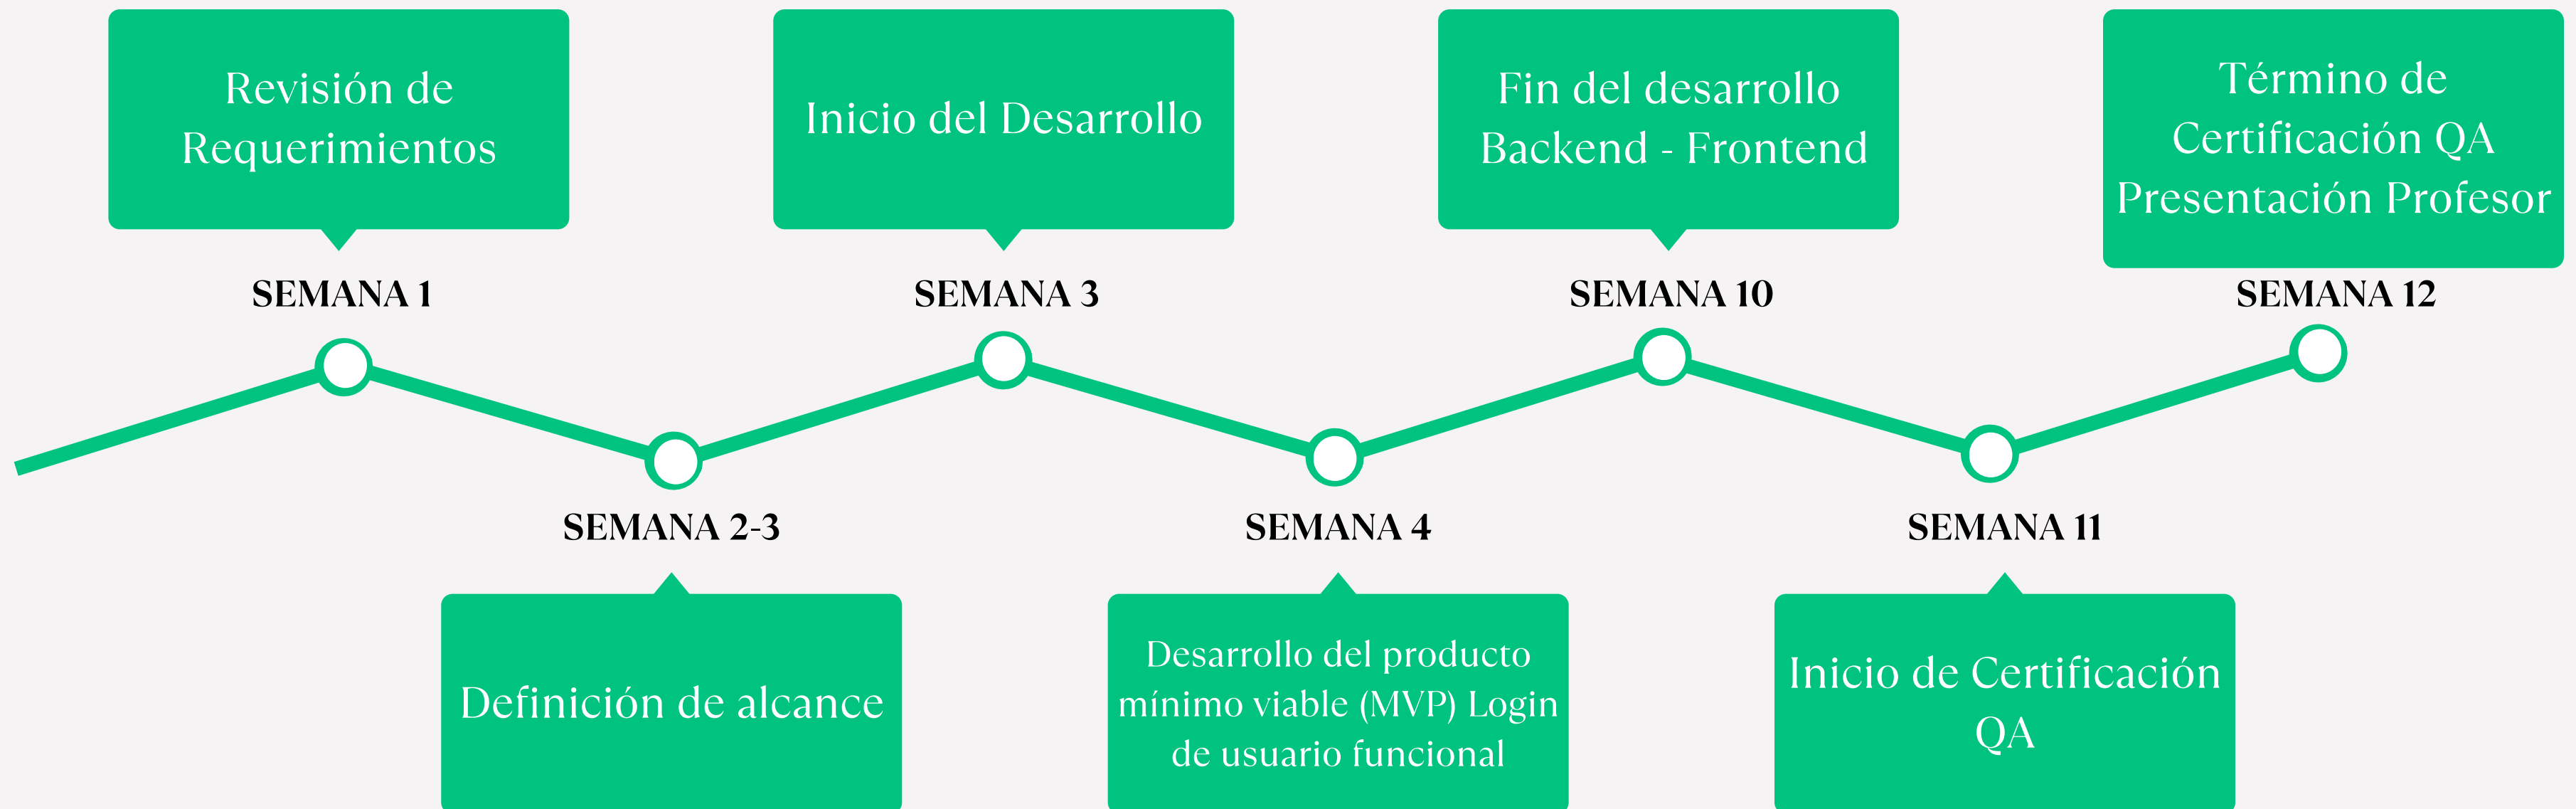 Revisión de
Requerimientos
SEMANA 1
SEMANA 2-3
Definición de alcance
Inicio del Desarrollo
SEMANA 3
SEMANA 4
Desarrollo del producto
mínimo viable (MVP) Login
de usuario funcional
Fin del desarrollo
Backend - Frontend
SEMANA 10
SEMANA 11
Inicio de Certificación
QA
Término de
Certificación QA
Presentación Profesor
SEMANA 12